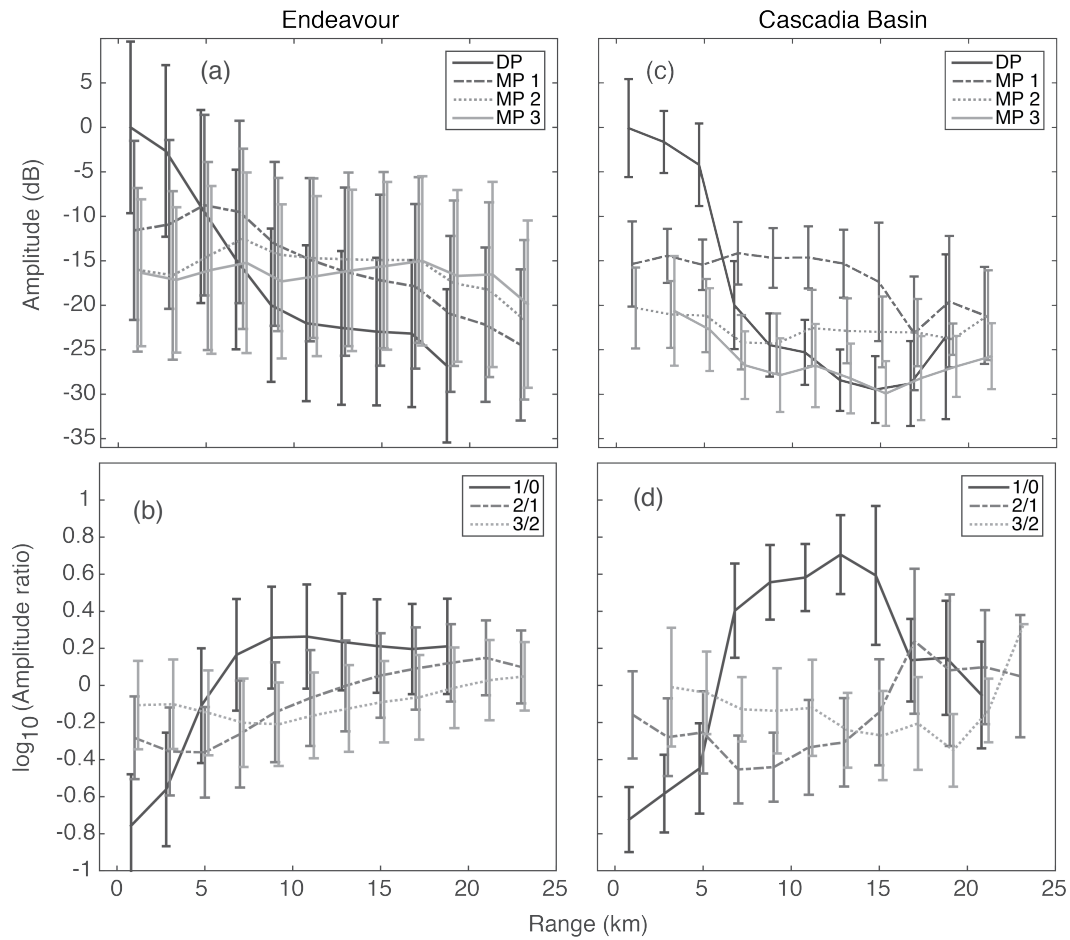 Endeavour
Cascadia Basin
(a)
DP
MP 1
MP 2
MP 3
(c)
DP
MP 1
MP 2
MP 3
Amplitude (dB)
5
0
-5
-10
-15
-20
-25
-30
-35
(b)
1/0
2/1
3/2
(d)
1/0
2/1
3/2
log10(Amplitude ratio)
1
0.8
0.6
0.4
0.2
0
-0.2
-0.4
-0.6
-0.8
-1
0 5 10 15 20 25
0 5 10 15 20 25
Range (km)